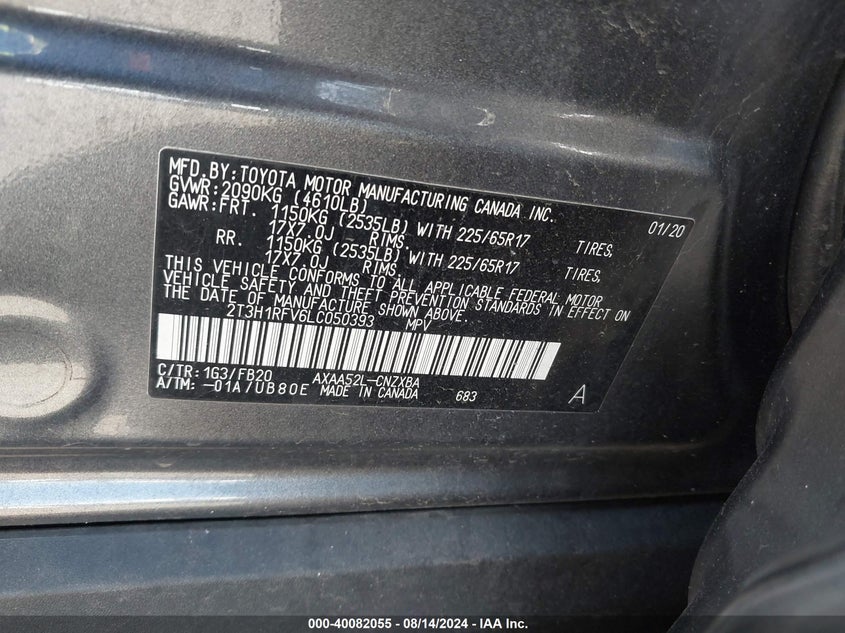 MFD.BY:TOYOTA MOTOR MANUFACTURING CANADA INC.
GVWR:2090KG (4610LB) 01/20
GAWR:FRT. 1150KG (2535LB) WITH 225/65R17 TIRES,
17X7.0J — RIMS.
RR. 1150KG (2535LB) WITH 225/65R17 TIRES,
17X7.0J — RIMS.
THIS VEHICLE CONFORMS TO ALL APPLICABLE FEDERAL MOTOR
VEHICLE SAFETY AND THEFT PREVENTION STANDARDS IN EFFECT ON
THE DATE OF MANUFACTURE SHOWN ABOVE.
2T3H1RFV6LC050393 MPV
C/TR: 1G3/FB20 AXAA52L-CNZXBA
A/TM: -01A/UB80E MADE IN CANADA 683 A
000-40082055 - 08/14/2024 - IAA Inc.